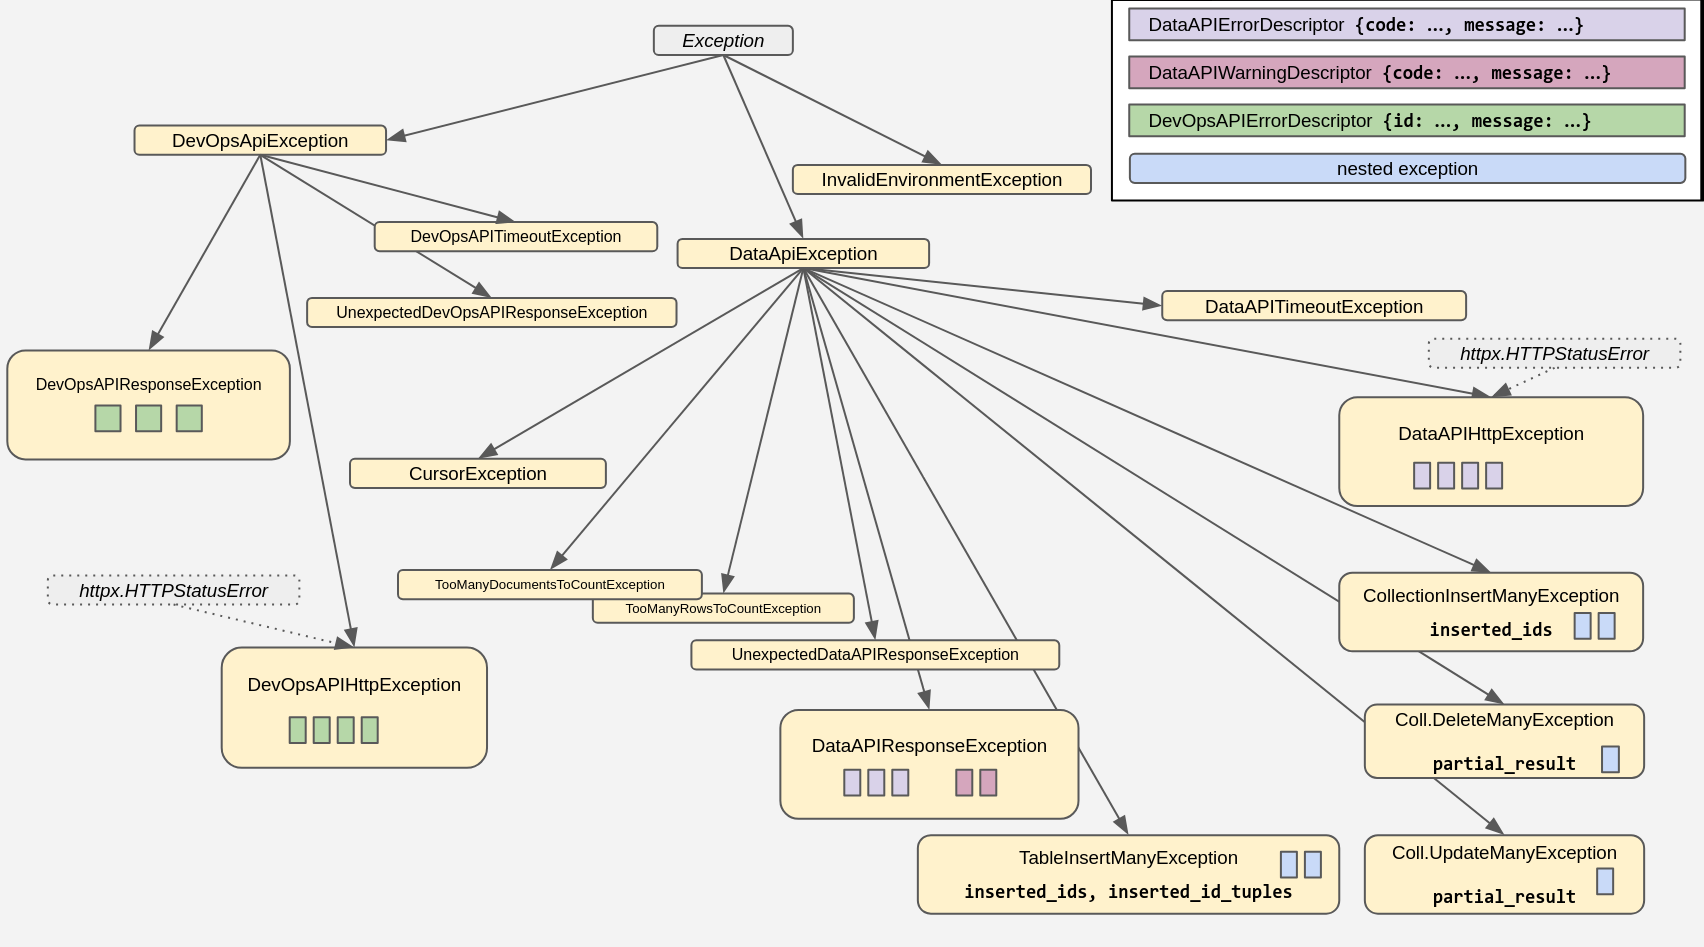 Exception
DataAPIErrorDescriptor {code: ..., message: ...}
DataAPIWarningDescriptor {code: ..., message: ...}
DevOpsAPIErrorDescriptor {id: ..., message: ...}
nested exception
DevOpsApiException
InvalidEnvironmentException
DevOpsAPITimeoutException
DataApiException
UnexpectedDevOpsAPIResponseException
DataAPITimeoutException
httpx.HTTPStatusError
DevOpsAPIResponseException
DataAPIHttpException
CursorException
httpx.HTTPStatusError
TooManyDocumentsToCountException
TooManyRowsToCountException
CollectionInsertManyException
inserted_ids
UnexpectedDataAPIResponseException
DevOpsAPIHttpException
DataAPIResponseException
Coll.DeleteManyException
partial_result
TableInsertManyException
inserted_ids, inserted_id_tuples
Coll.UpdateManyException
partial_result